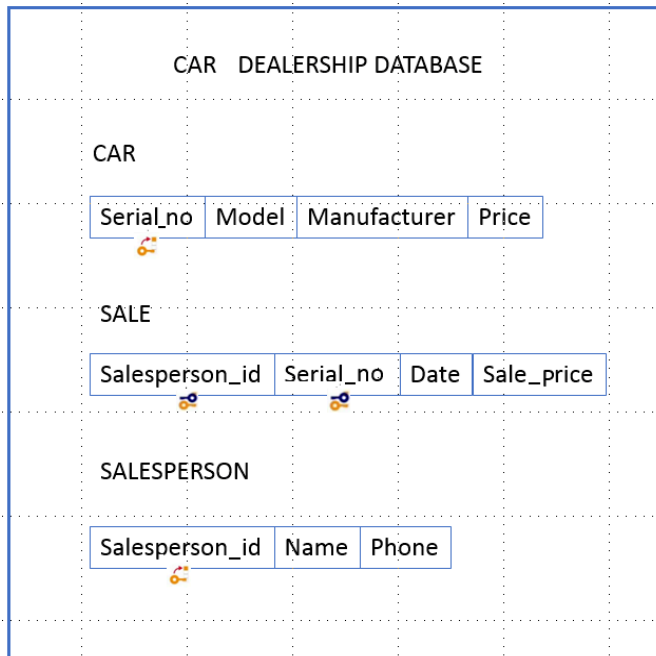 CAR DEALERSHIP DATABASE
CAR
Serial_no Model Manufacturer Price
SALE
Salesperson_id Serial_no Date Sale_price
SALESPERSON
Salesperson_id Name Phone